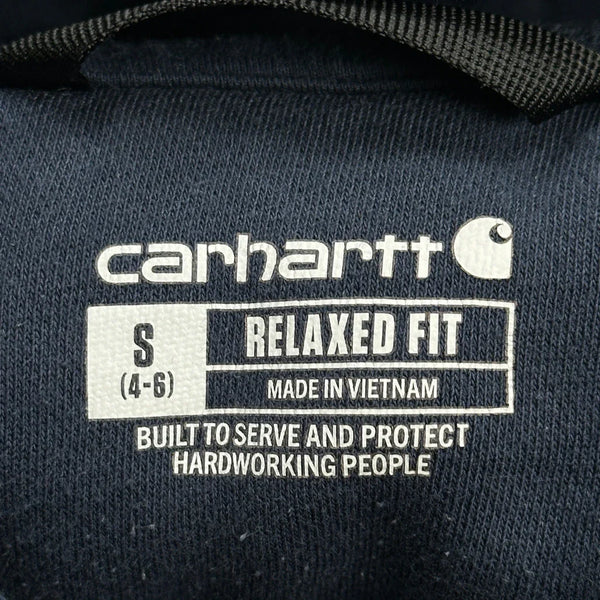 carhartt
S
(4-6)
RELAXED FIT
MADE IN VIETNAM
BUILT TO SERVE AND PROTECT
HARDWORKING PEOPLE